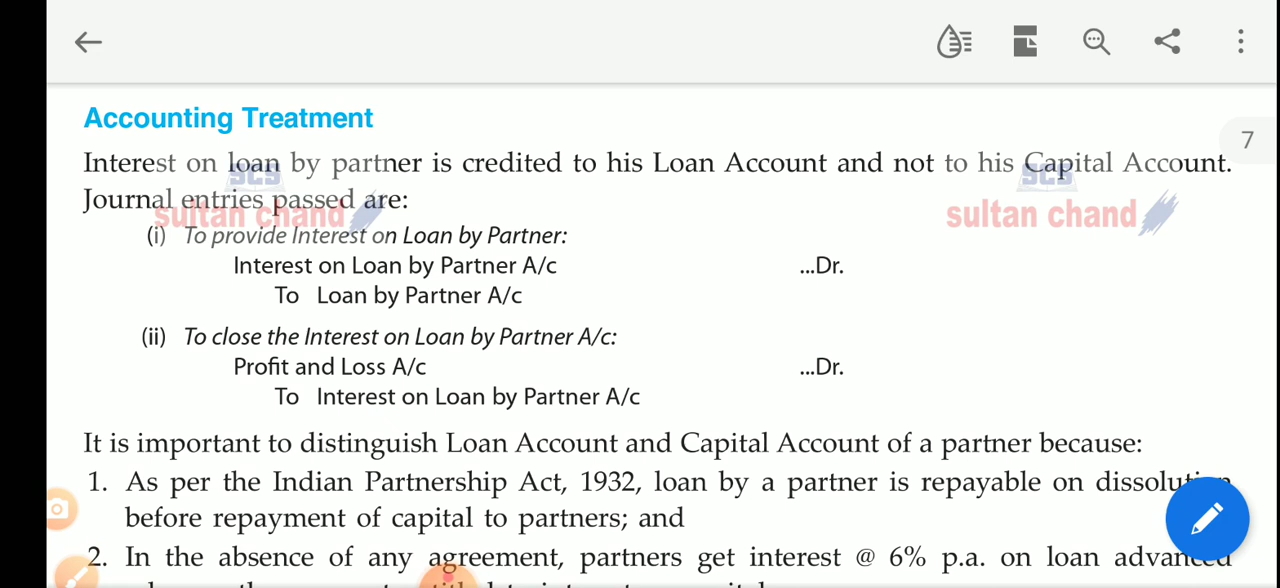 Accounting Treatment
7
Interest on loan by partner is credited to his Loan Account and not to his Capital Account.
SCS
SCS
Journal entries passed are:
sultan chand
sultan chand
(i) To provide Interest on Loan by Partner:
Interest on Loan by Partner A/c ...Dr.
To Loan by Partner A/c
(ii) To close the Interest on Loan by Partner A/c:
Profit and Loss A/c ...Dr.
To Interest on Loan by Partner A/c
It is important to distinguish Loan Account and Capital Account of a partner because:
1. As per the Indian Partnership Act, 1932, loan by a partner is repayable on dissolution
before repayment of capital to partners; and
2. In the absence of any agreement, partners get interest @ 6% p.a. on loan advanced